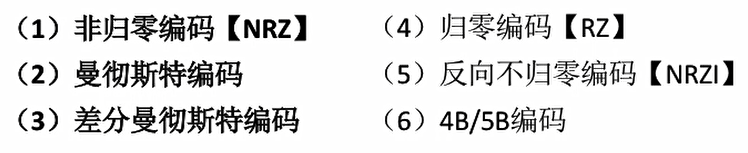 （1）非归零编码【NRZ】
（2）曼彻斯特编码
（3）差分曼彻斯特编码
（4）归零编码【RZ】
（5）反向不归零编码【NRZI】
（6）4B/5B编码